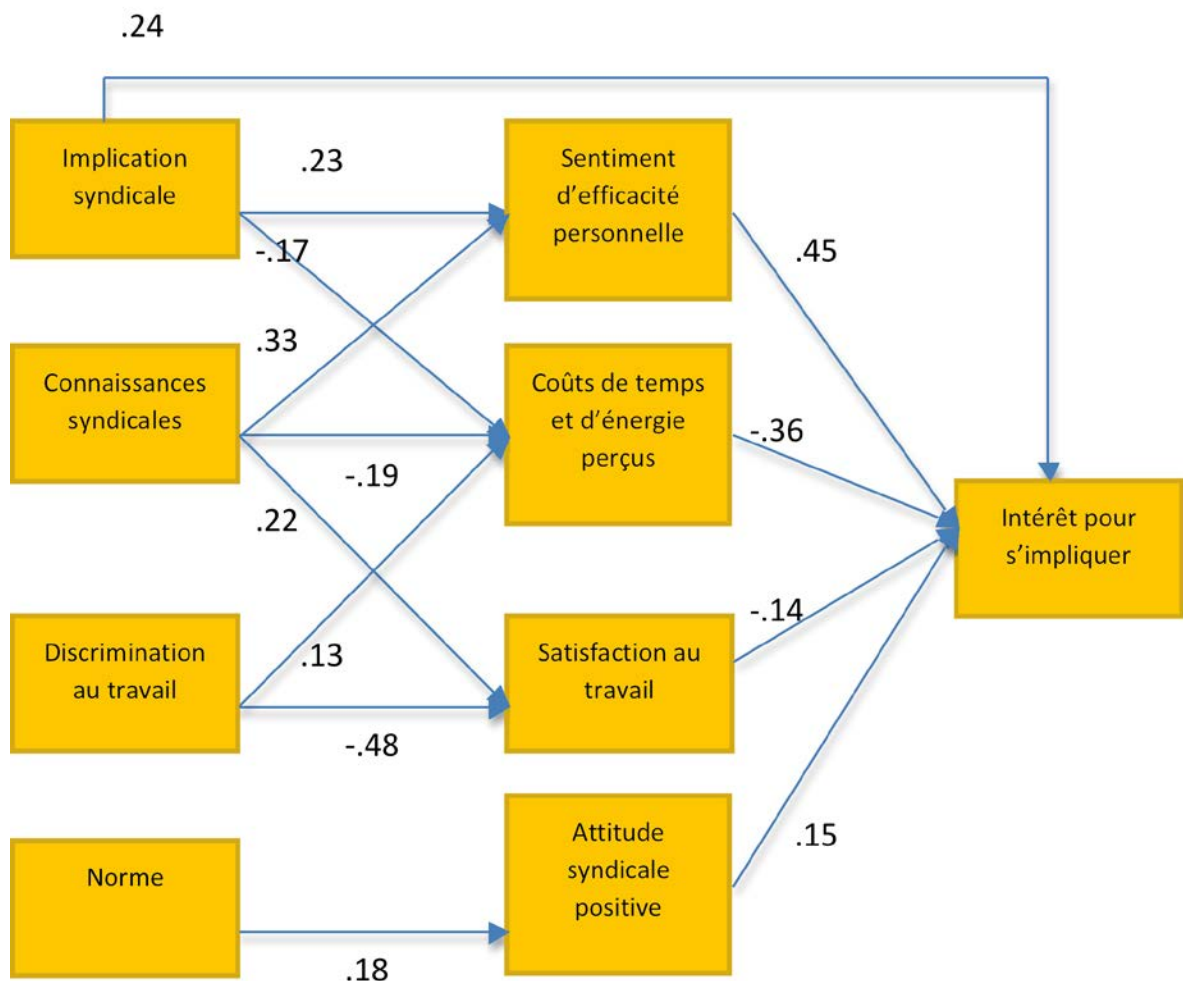 .24
Implication
syndicale
.23
Sentiment
d'efficacité
personnelle
-.17
.45
.33
Connaissances
syndicales
Coûts de temps
et d'énergie
perçus
-.36
-.19
.22
Intérêt pour
s'impliquer
-.14
Discrimination
au travail
.13
Satisfaction au
travail
-.48
.15
Norme
Attitude
syndicale
positive
.18